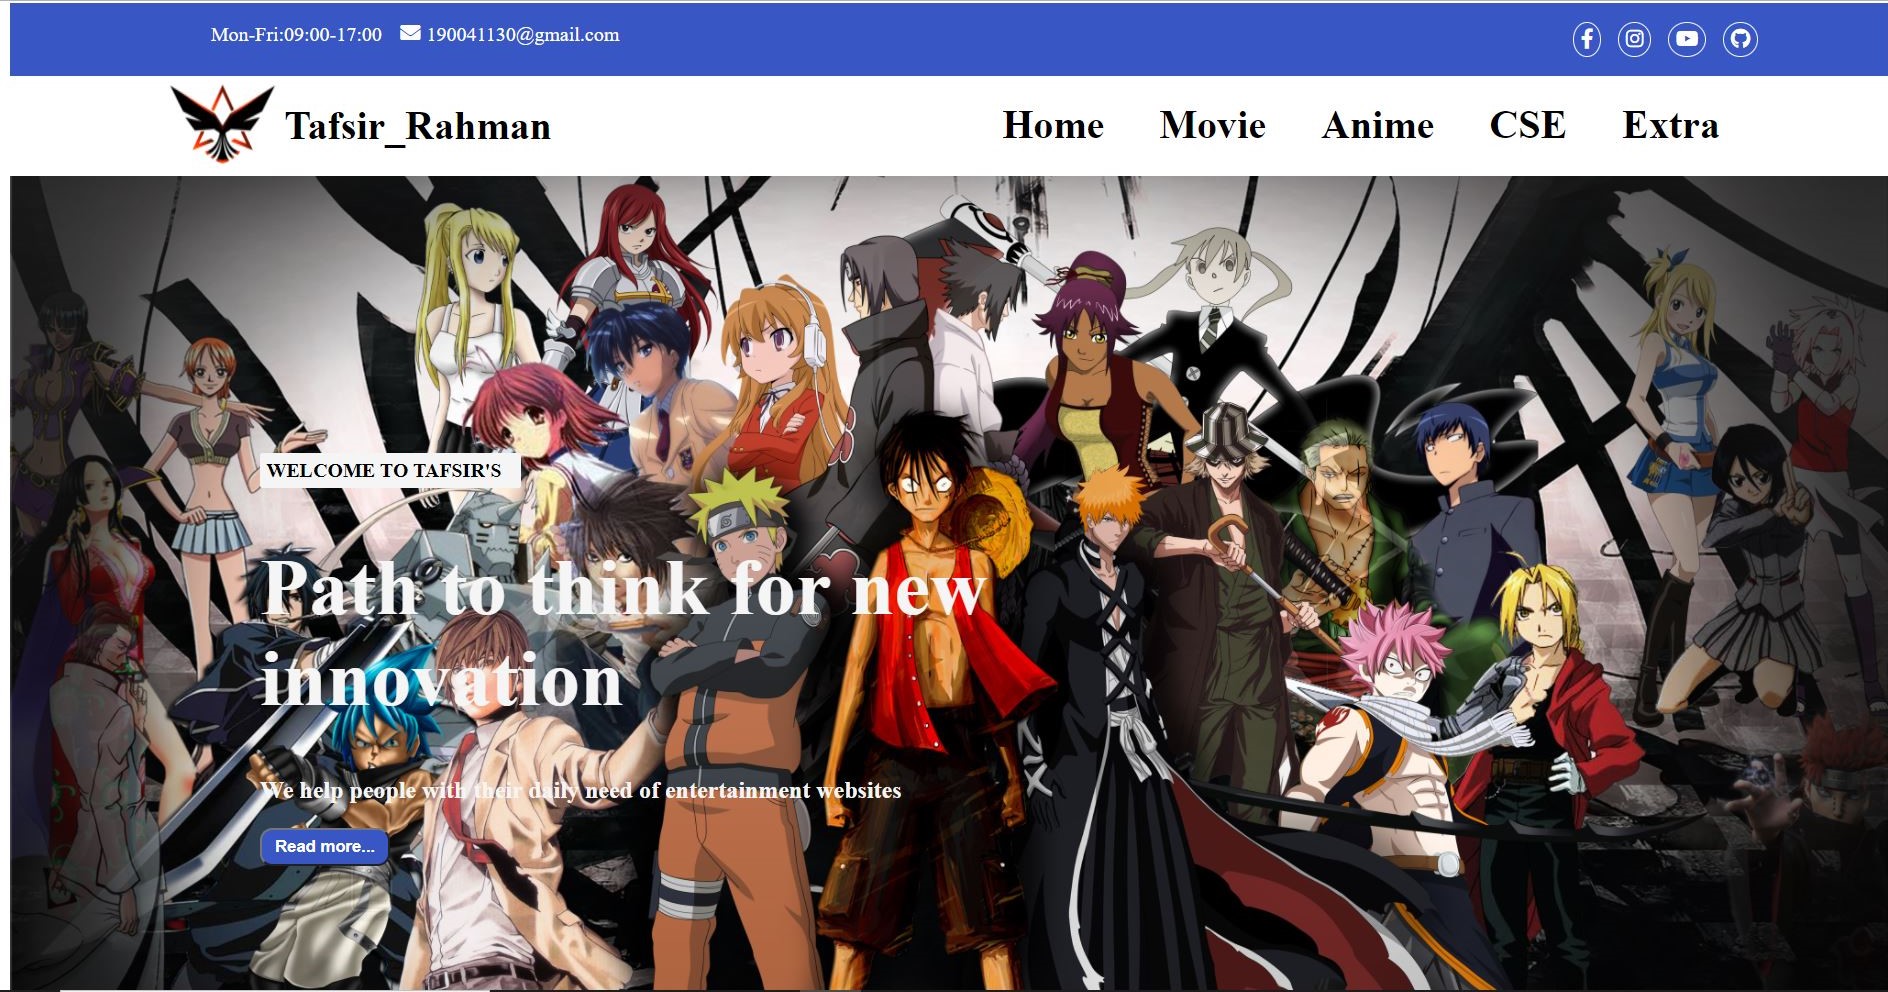 Mon-Fri:09:00-17:00 190041130@gmail.com
Tafsir_Rahman Home Movie Anime CSE Extra
WELCOME TO TAFSIR'S
Path to think for new
innovation
We help people with their daily need of entertainment websites
Read more...